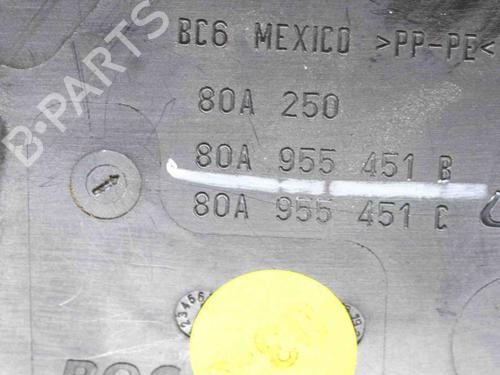 BC6 MEXICO >PP-PE<
80A 250
80A 955 451 B
80A 955 451 C
B-PARTS